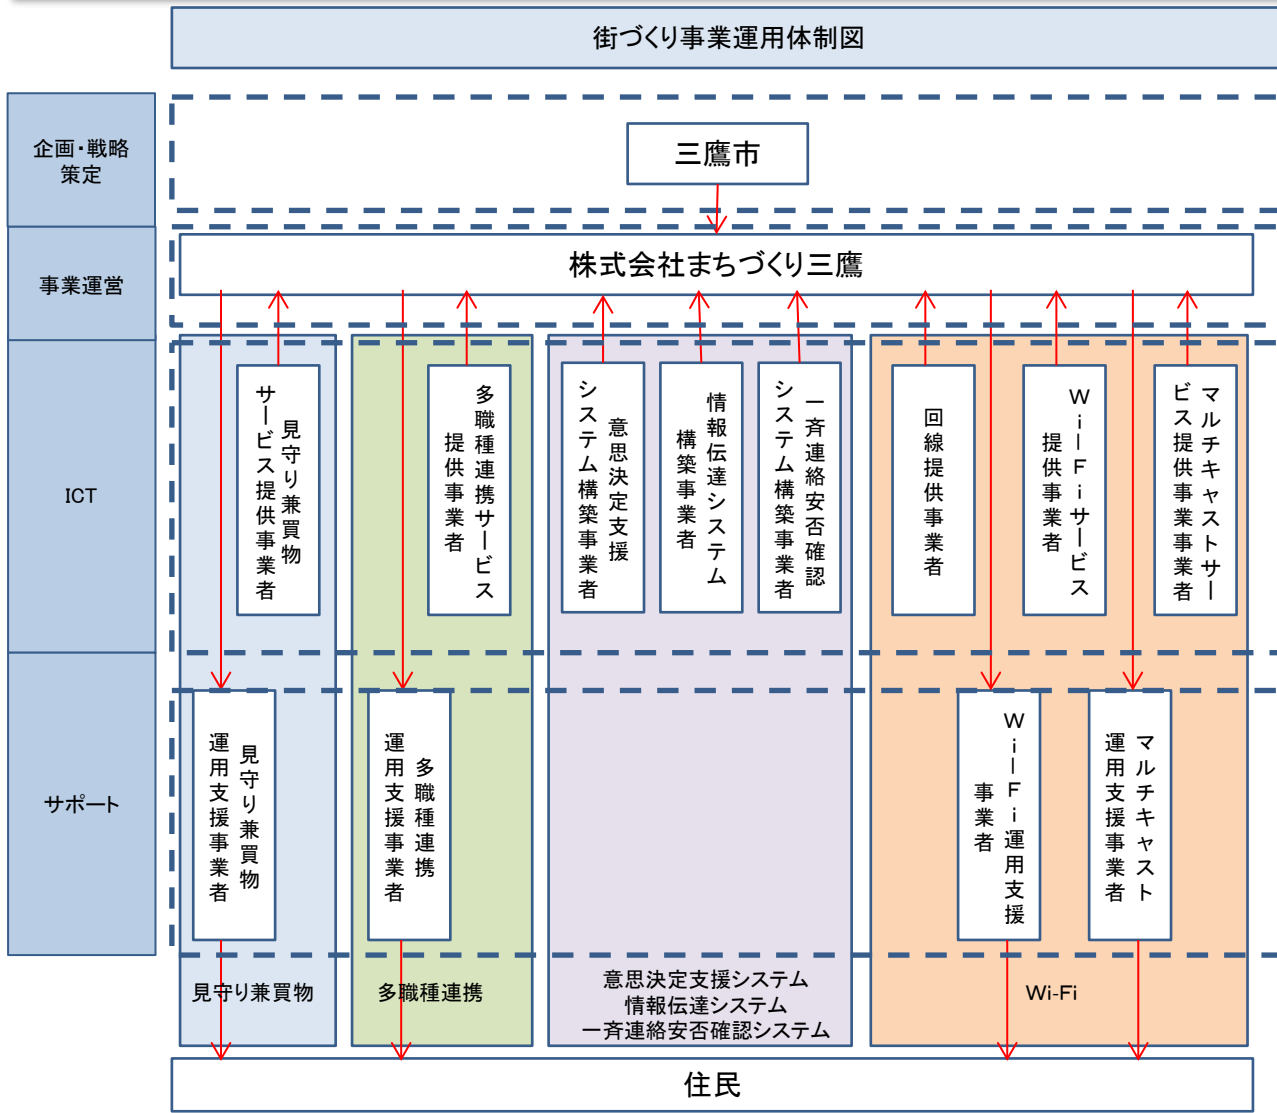 街づくり事業運用体制図
企画・戦略
策定
三鷹市
事業運営
株式会社まちづくり三鷹
ICT
見守り兼買物
サービス提供事業者
多職種連携サービス
提供事業者
意思決定支援
システム構築事業者
情報伝達システム
構築事業者
一斉連絡安否確認
システム構築事業者
回線提供事業者
Wi―Fiサービス
提供事業者
マルチキャストサー
ビス提供事業事業者
サポート
見守り兼買物
運用支援事業者
多職種連携
運用支援事業者
Wi―Fi運用支援
事業者
マルチキャスト
運用支援事業者
見守り兼買物
多職種連携
意思決定支援システム
情報伝達システム
一斉連絡安否確認システム
Wi-Fi
住民